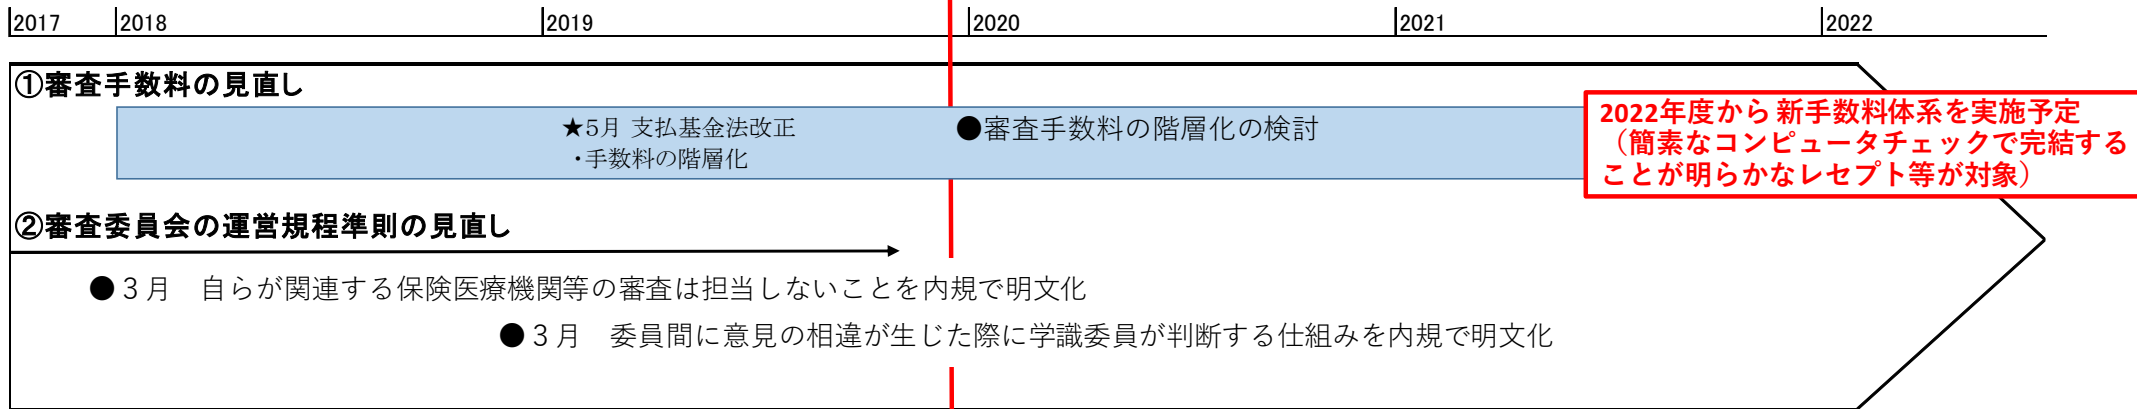 2017 2018 2019 2020 2021 2022
①審査手数料の見直し
★5月 支払基金法改正
・手数料の階層化
●審査手数料の階層化の検討
2022年度から新手数料体系を実施予定
（簡素なコンピュータチェックで完結する
ことが明らかなレセプト等が対象）
②審査委員会の運営規程準則の見直し
●３月　自らが関連する保険医療機関等の審査は担当しないことを内規で明文化
●３月　委員間に意見の相違が生じた際に学識委員が判断する仕組みを内規で明文化